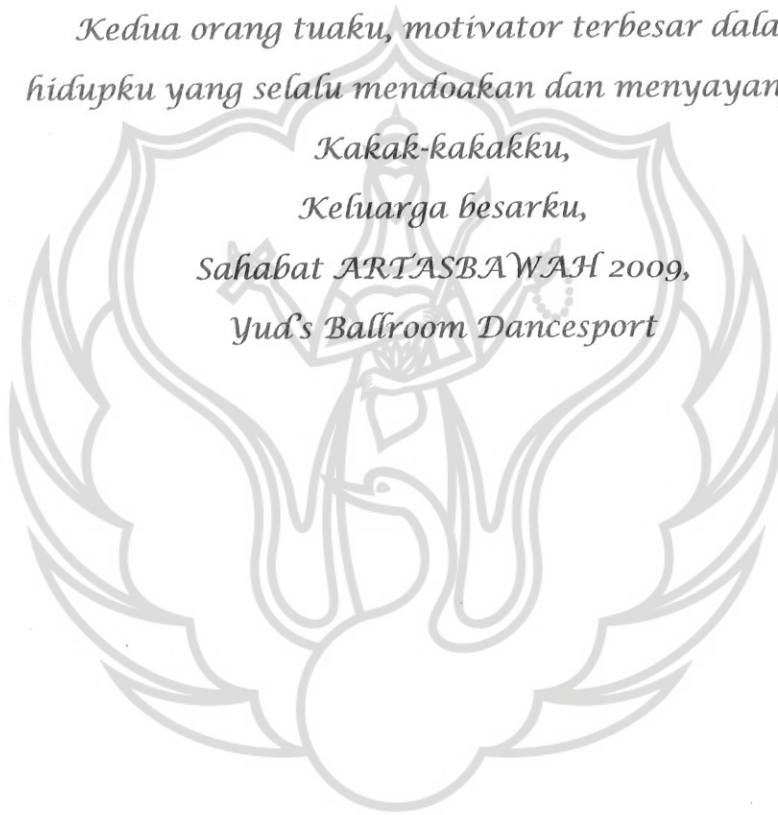 Kedua orang tuaku, motivator terbesar dala
hidupku yang selalu mendoakan dan menyayan
Kakak-kakakku,
Keluarga besarku,
Sahabat ARTASBAWAH 2009,
Yud's Ballroom Dancesport